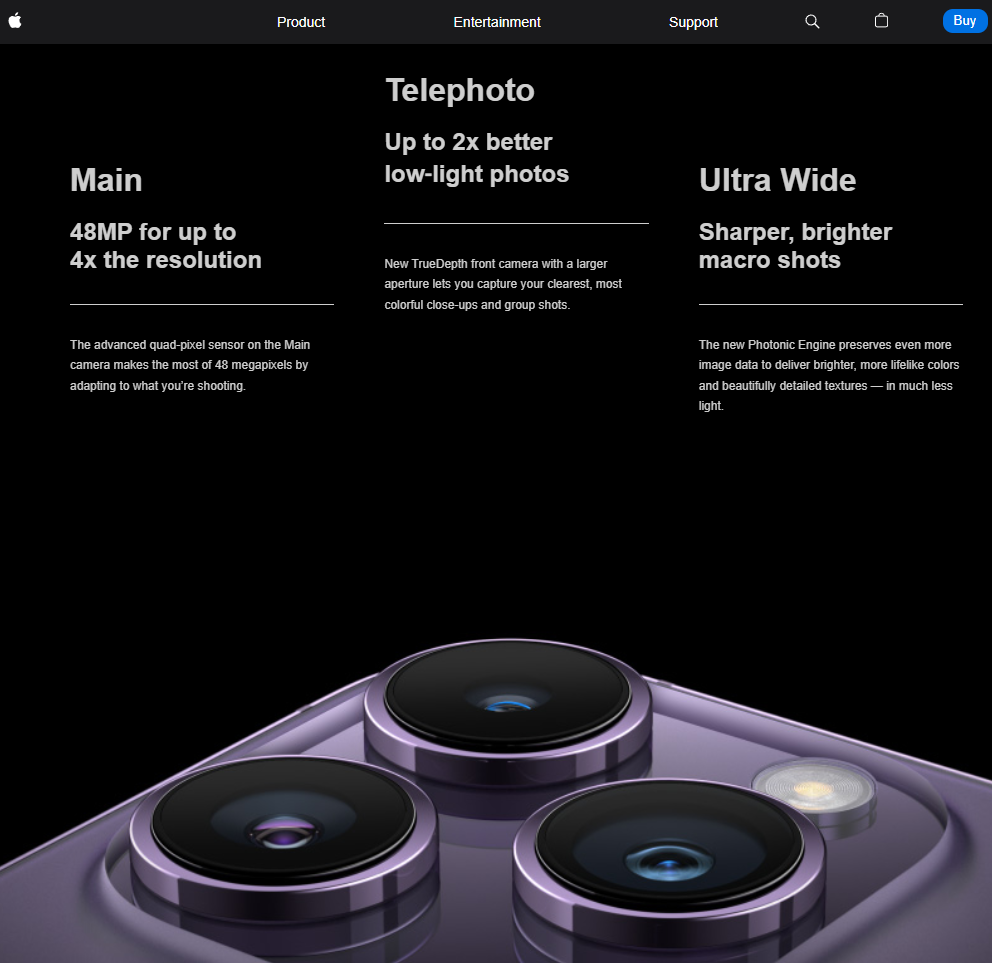 Product
Entertainment
Support
Buy
Telephoto
Up to 2x better
low-light photos
New TrueDepth front camera with a larger
aperture lets you capture your clearest, most
colorful close-ups and group shots.
Main
48MP for up to
4x the resolution
The advanced quad-pixel sensor on the Main
camera makes the most of 48 megapixels by
adapting to what you're shooting.
Ultra Wide
Sharper, brighter
macro shots
The new Photonic Engine preserves even more
image data to deliver brighter, more lifelike colors
and beautifully detailed textures — in much less
light.